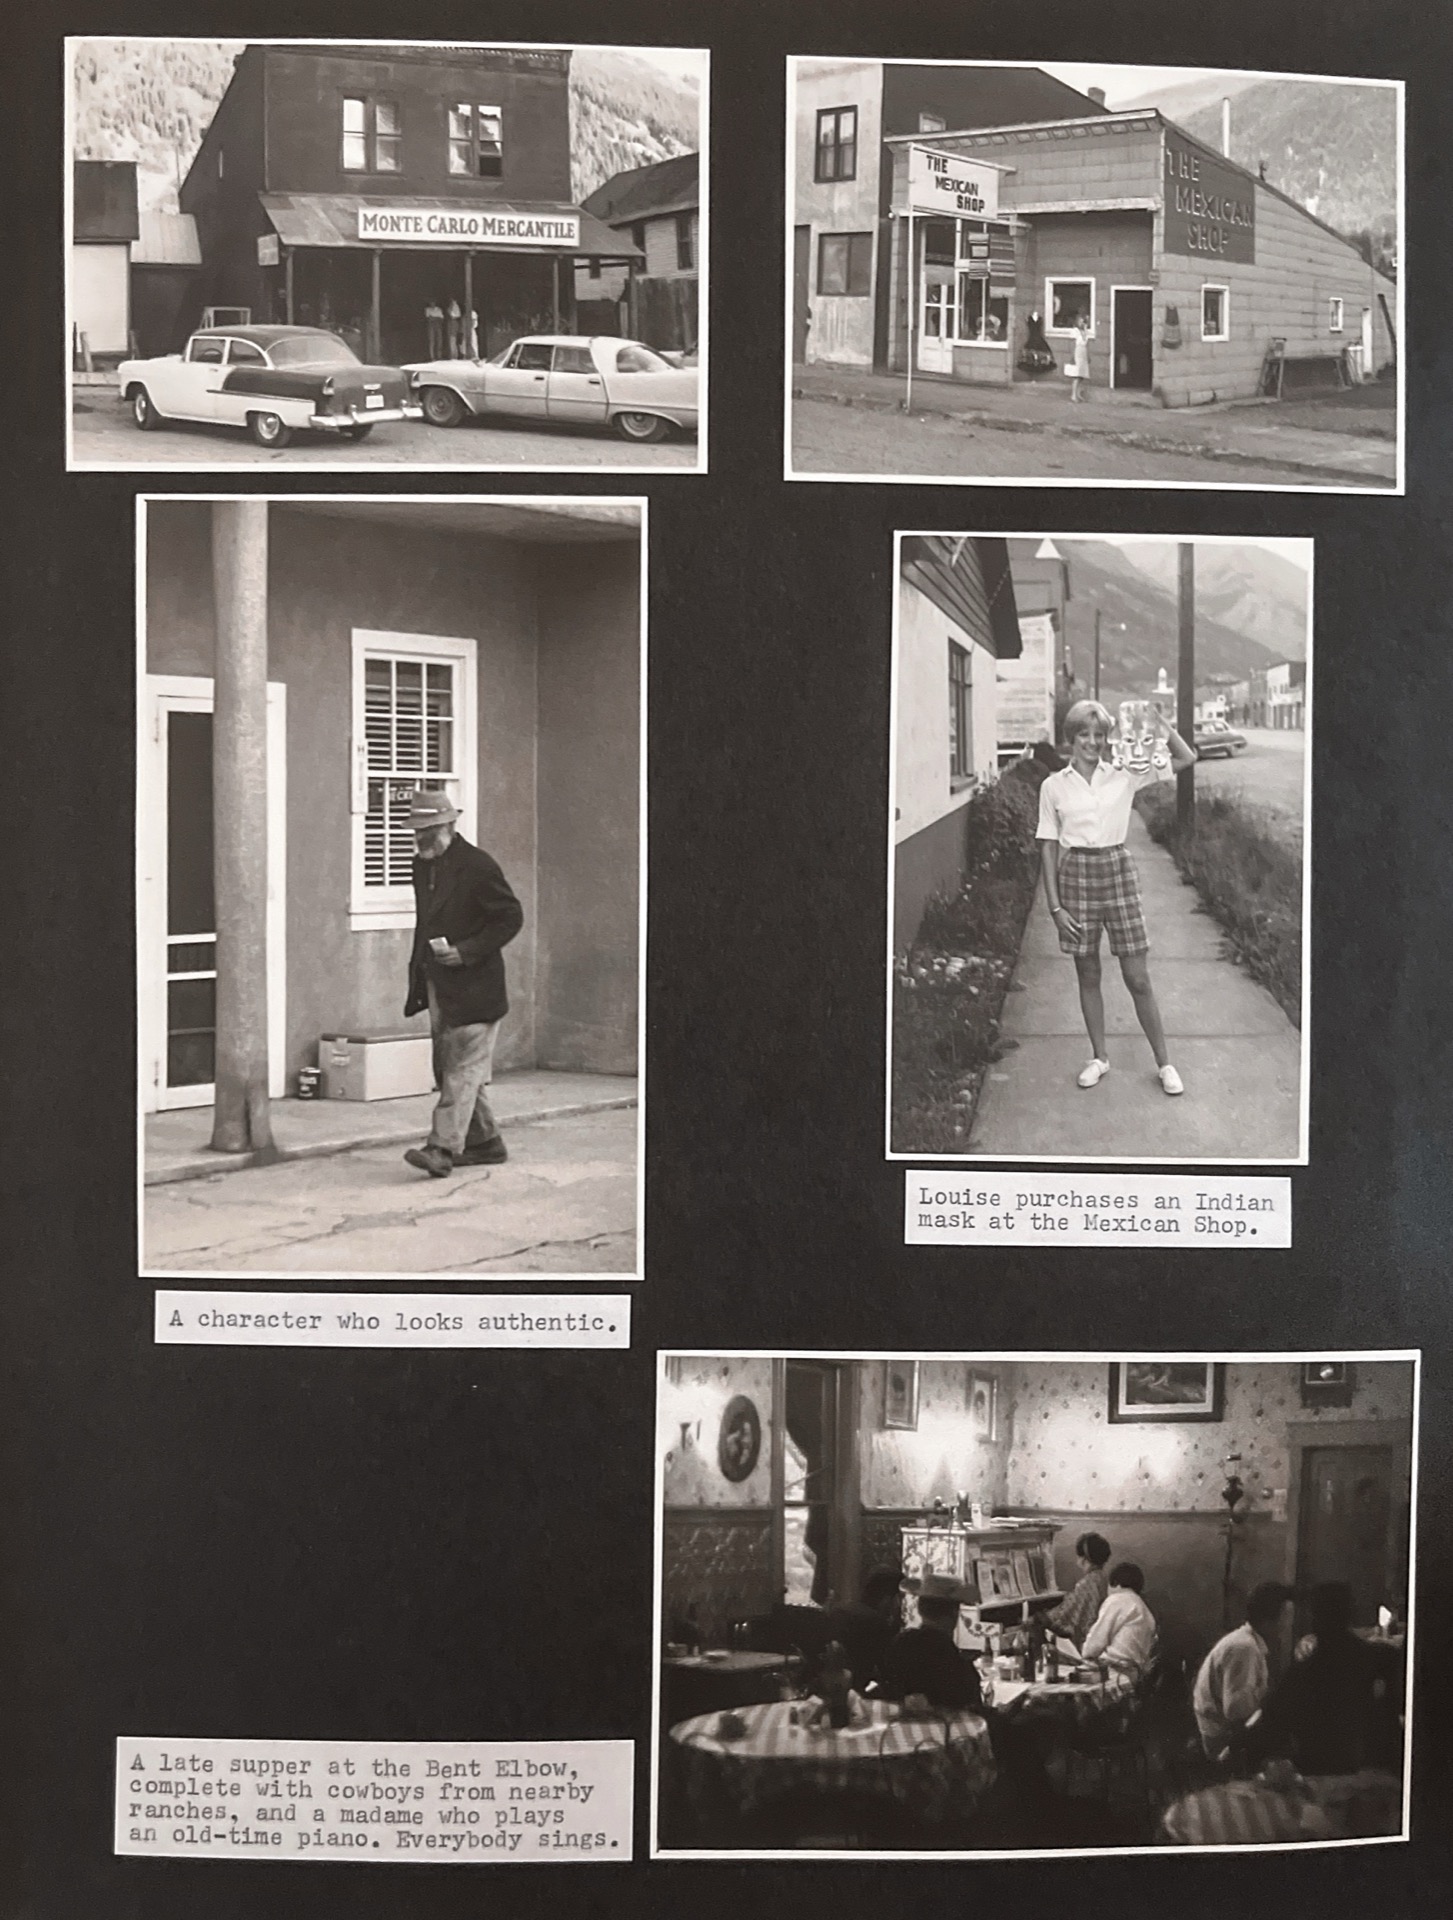 MONTE CARLO MERCANTILE
THE
MEXICAN
SHOP
THE
MEXICAN
SHOP
Louise purchases an Indian
mask at the Mexican Shop.
A character who looks authentic.
A late supper at the Bent Elbow,
complete with cowboys from nearby
ranches, and a madame who plays
an old-time piano. Everybody sings.